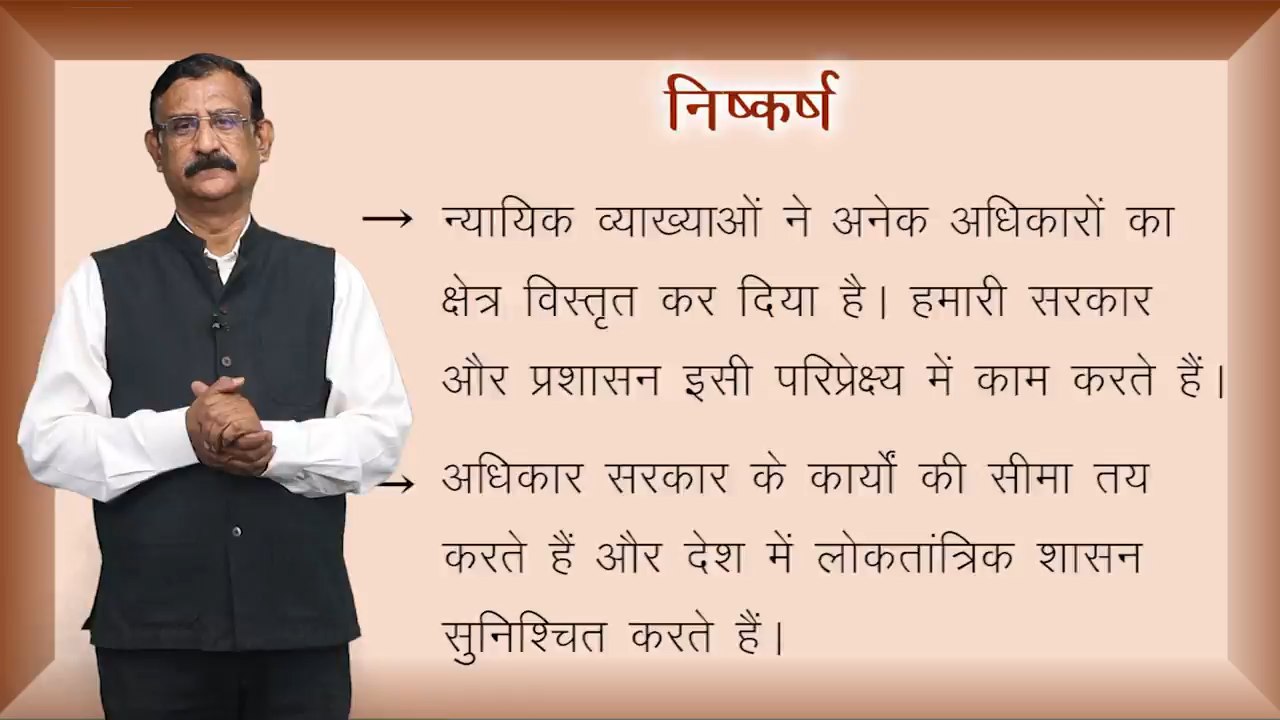 निष्कर्ष
→ न्यायिक व्याख्याओं ने अनेक अधिकारों का
क्षेत्र विस्तृत कर दिया है। हमारी सरकार
और प्रशासन इसी परिप्रेक्ष्य में काम करते हैं।
→ अधिकार सरकार के कार्यों की सीमा तय
करते हैं और देश में लोकतांत्रिक शासन
सुनिश्चित करते हैं।